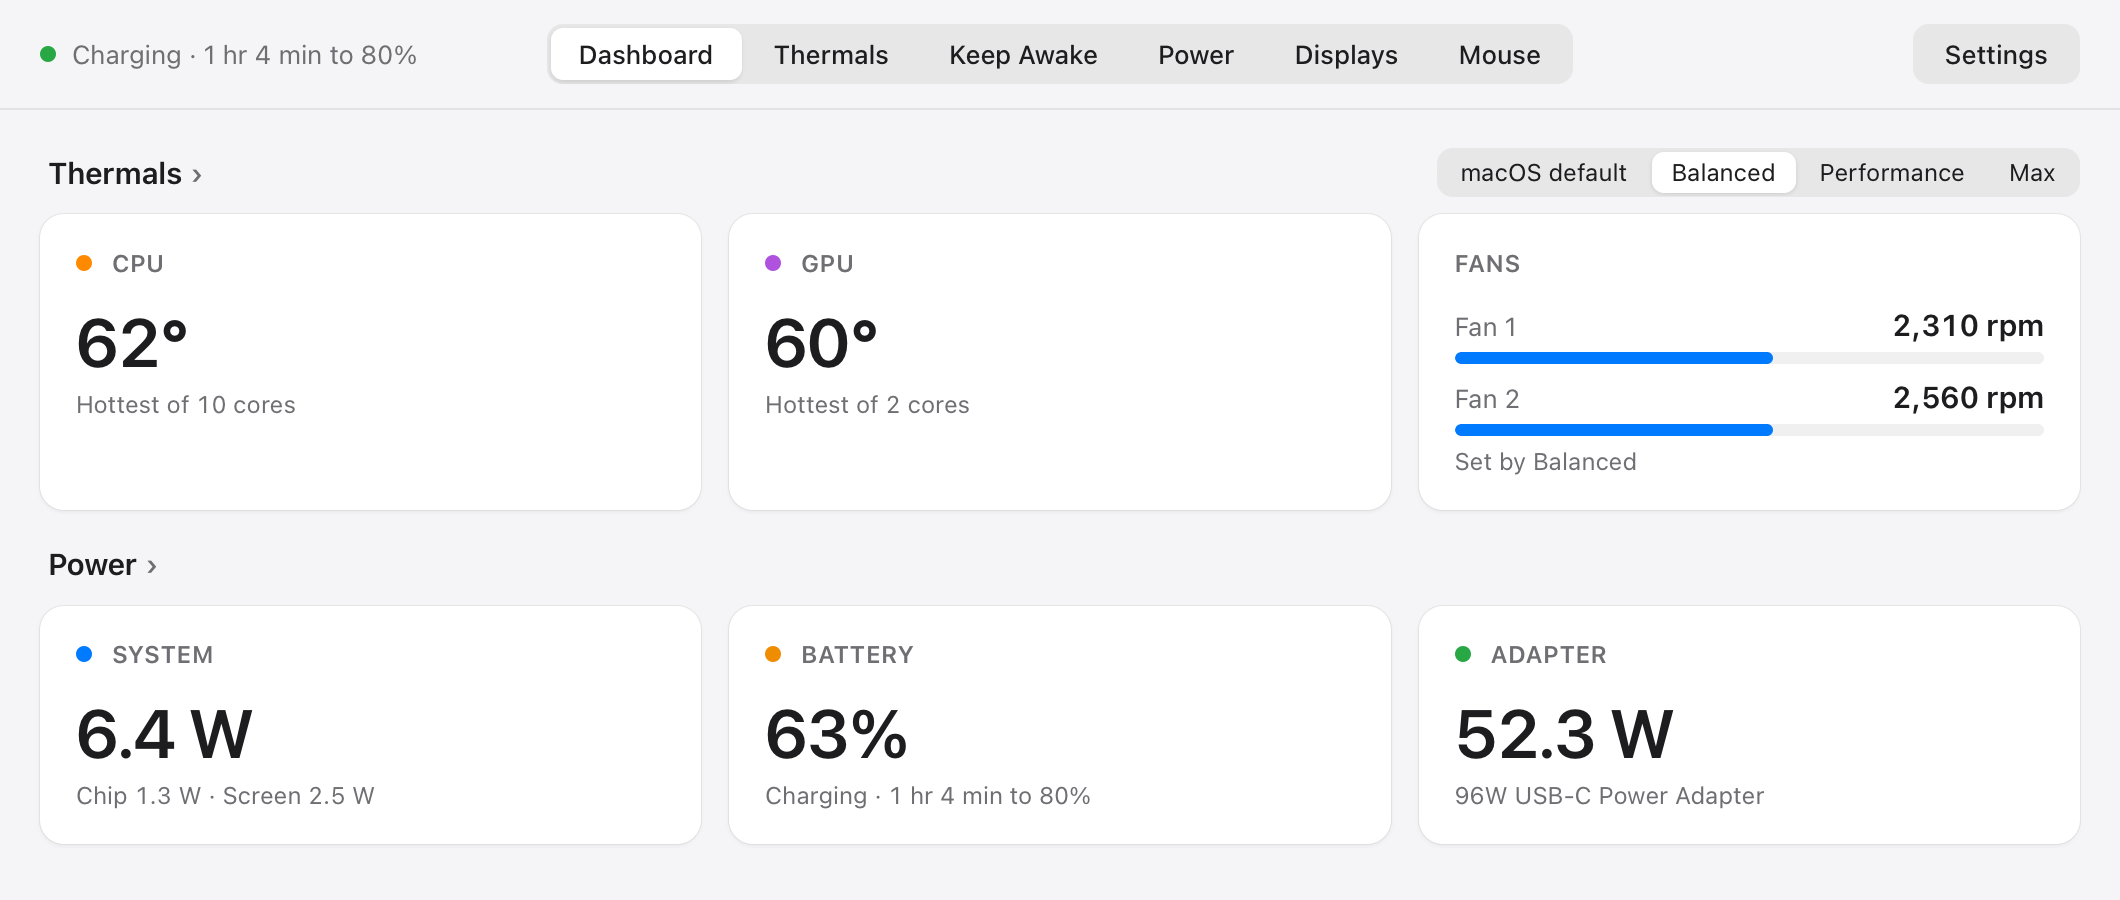 Charging · 1 hr 4 min to 80%
Dashboard Thermals Keep Awake Power Displays Mouse
Settings
Thermals ›
macOS default Balanced Performance Max
CPU
62°
Hottest of 10 cores
GPU
60°
Hottest of 2 cores
FANS
Fan 1 2,310 rpm
Fan 2 2,560 rpm
Set by Balanced
Power ›
SYSTEM
6.4 W
Chip 1.3 W · Screen 2.5 W
BATTERY
63%
Charging · 1 hr 4 min to 80%
ADAPTER
52.3 W
96W USB-C Power Adapter